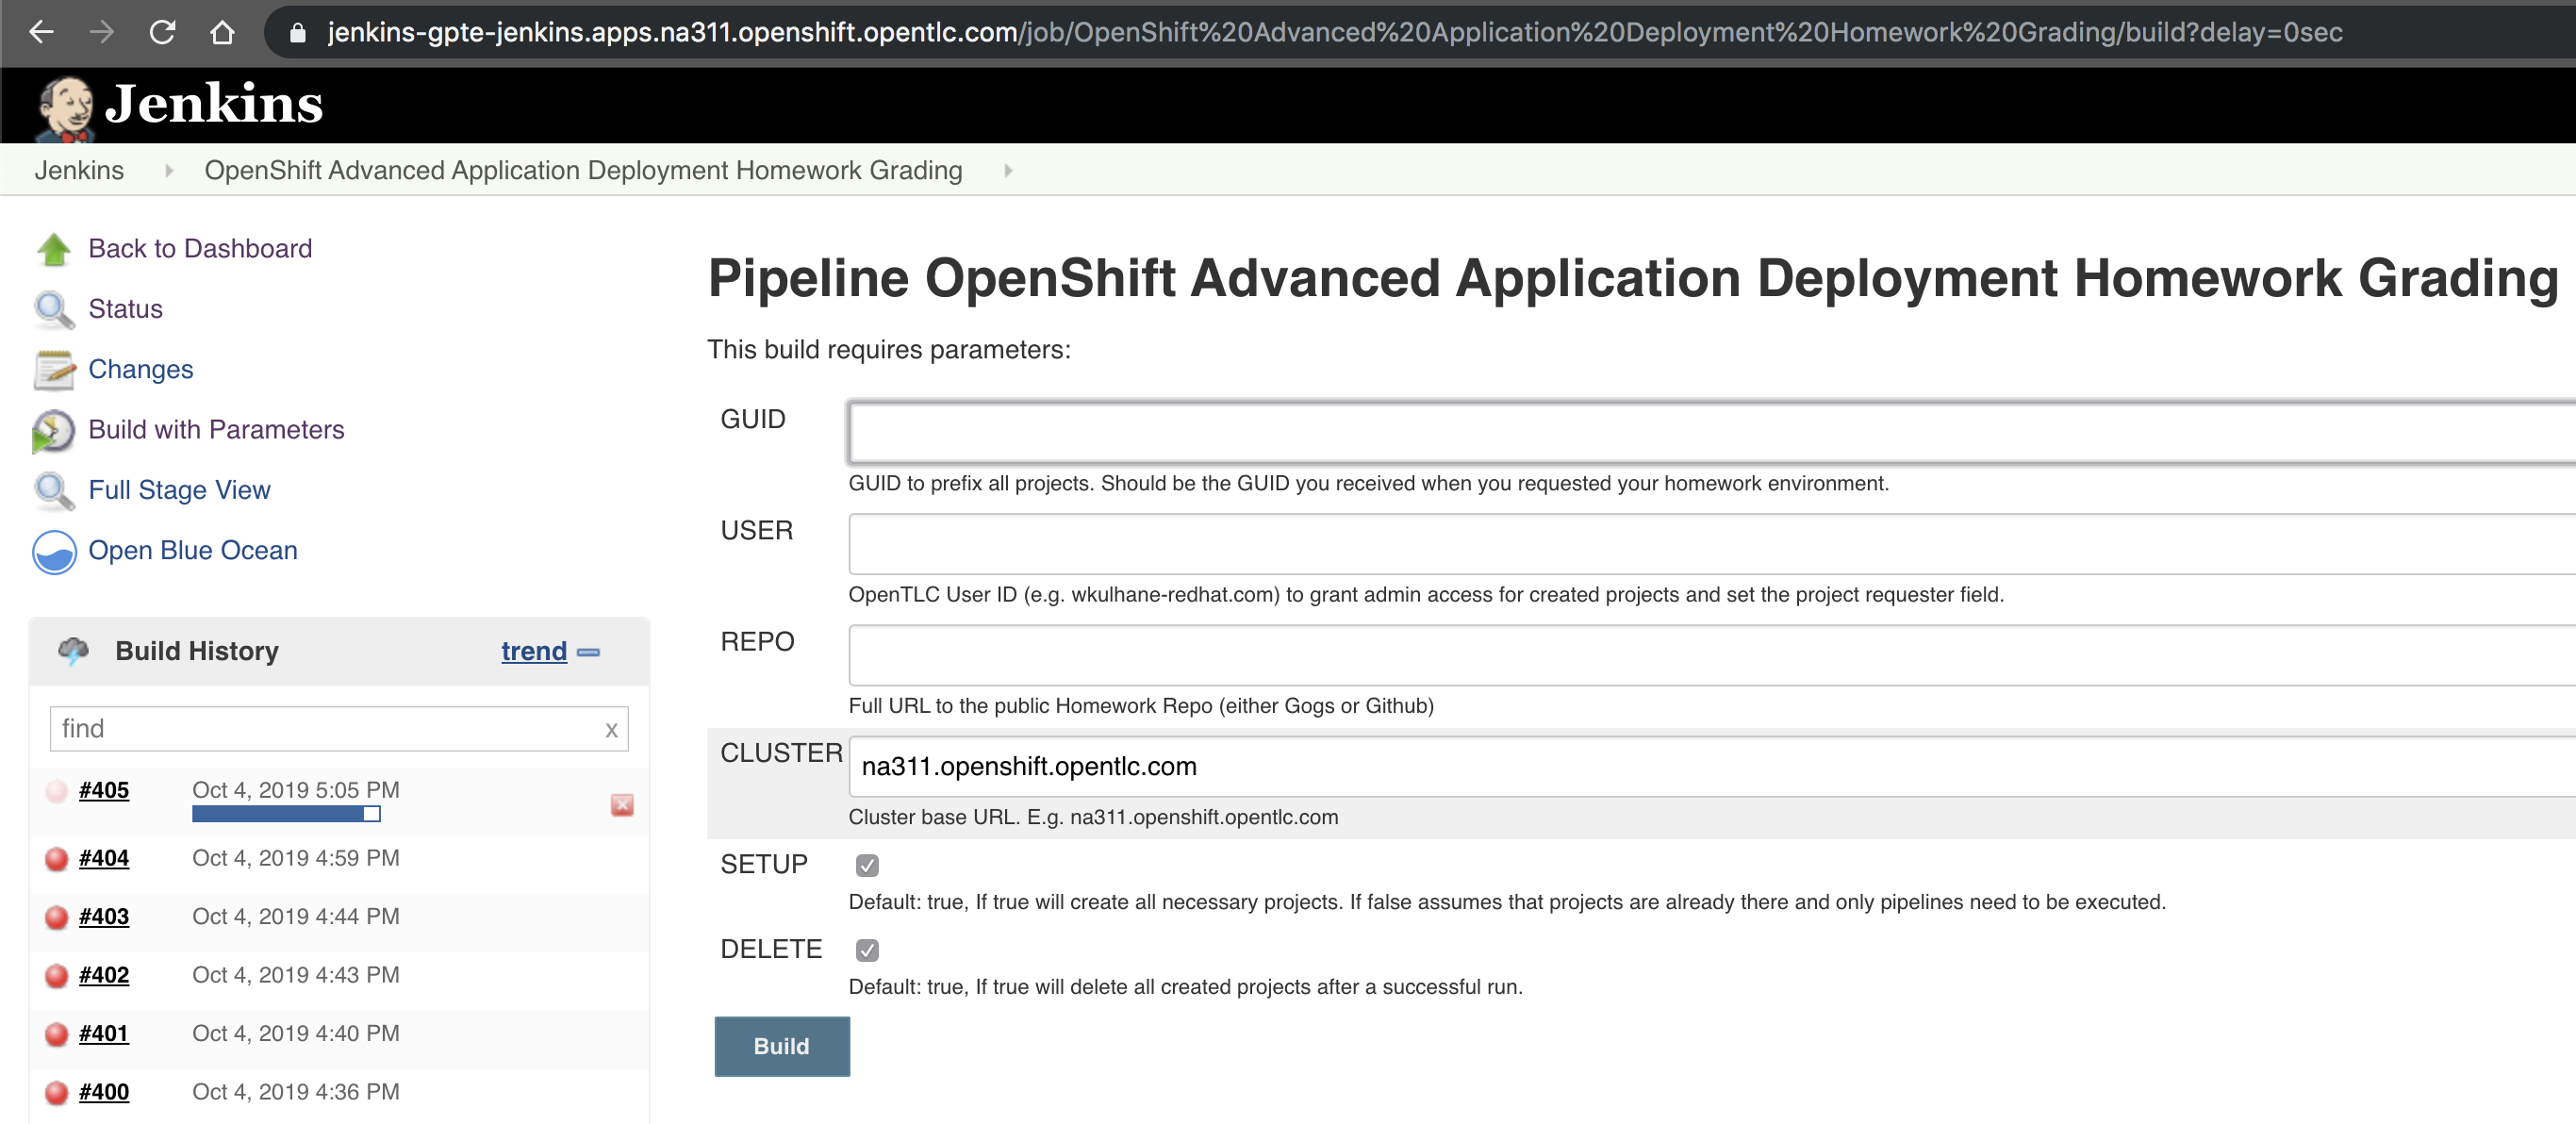 jenkins-gpte-jenkins.apps.na311.openshift.opentlc.com/job/OpenShift%20Advanced%20Application%20Deployment%20Homework%20Grading/build?delay=0sec
Jenkins
Jenkins OpenShift Advanced Application Deployment Homework Grading
Back to Dashboard
Status
Changes
Build with Parameters
Full Stage View
Open Blue Ocean
Build History trend
find x
#405 Oct 4, 2019 5:05 PM
#404 Oct 4, 2019 4:59 PM
#403 Oct 4, 2019 4:44 PM
#402 Oct 4, 2019 4:43 PM
#401 Oct 4, 2019 4:40 PM
#400 Oct 4, 2019 4:36 PM
Pipeline OpenShift Advanced Application Deployment Homework Grading
This build requires parameters:
GUID
GUID to prefix all projects. Should be the GUID you received when you requested your homework environment.
USER
OpenTLC User ID (e.g. wkulhane-redhat.com) to grant admin access for created projects and set the project requester field.
REPO
Full URL to the public Homework Repo (either Gogs or Github)
CLUSTER na311.openshift.opentlc.com
Cluster base URL. E.g. na311.openshift.opentlc.com
SETUP
Default: true, If true will create all necessary projects. If false assumes that projects are already there and only pipelines need to be executed.
DELETE
Default: true, If true will delete all created projects after a successful run.
Build